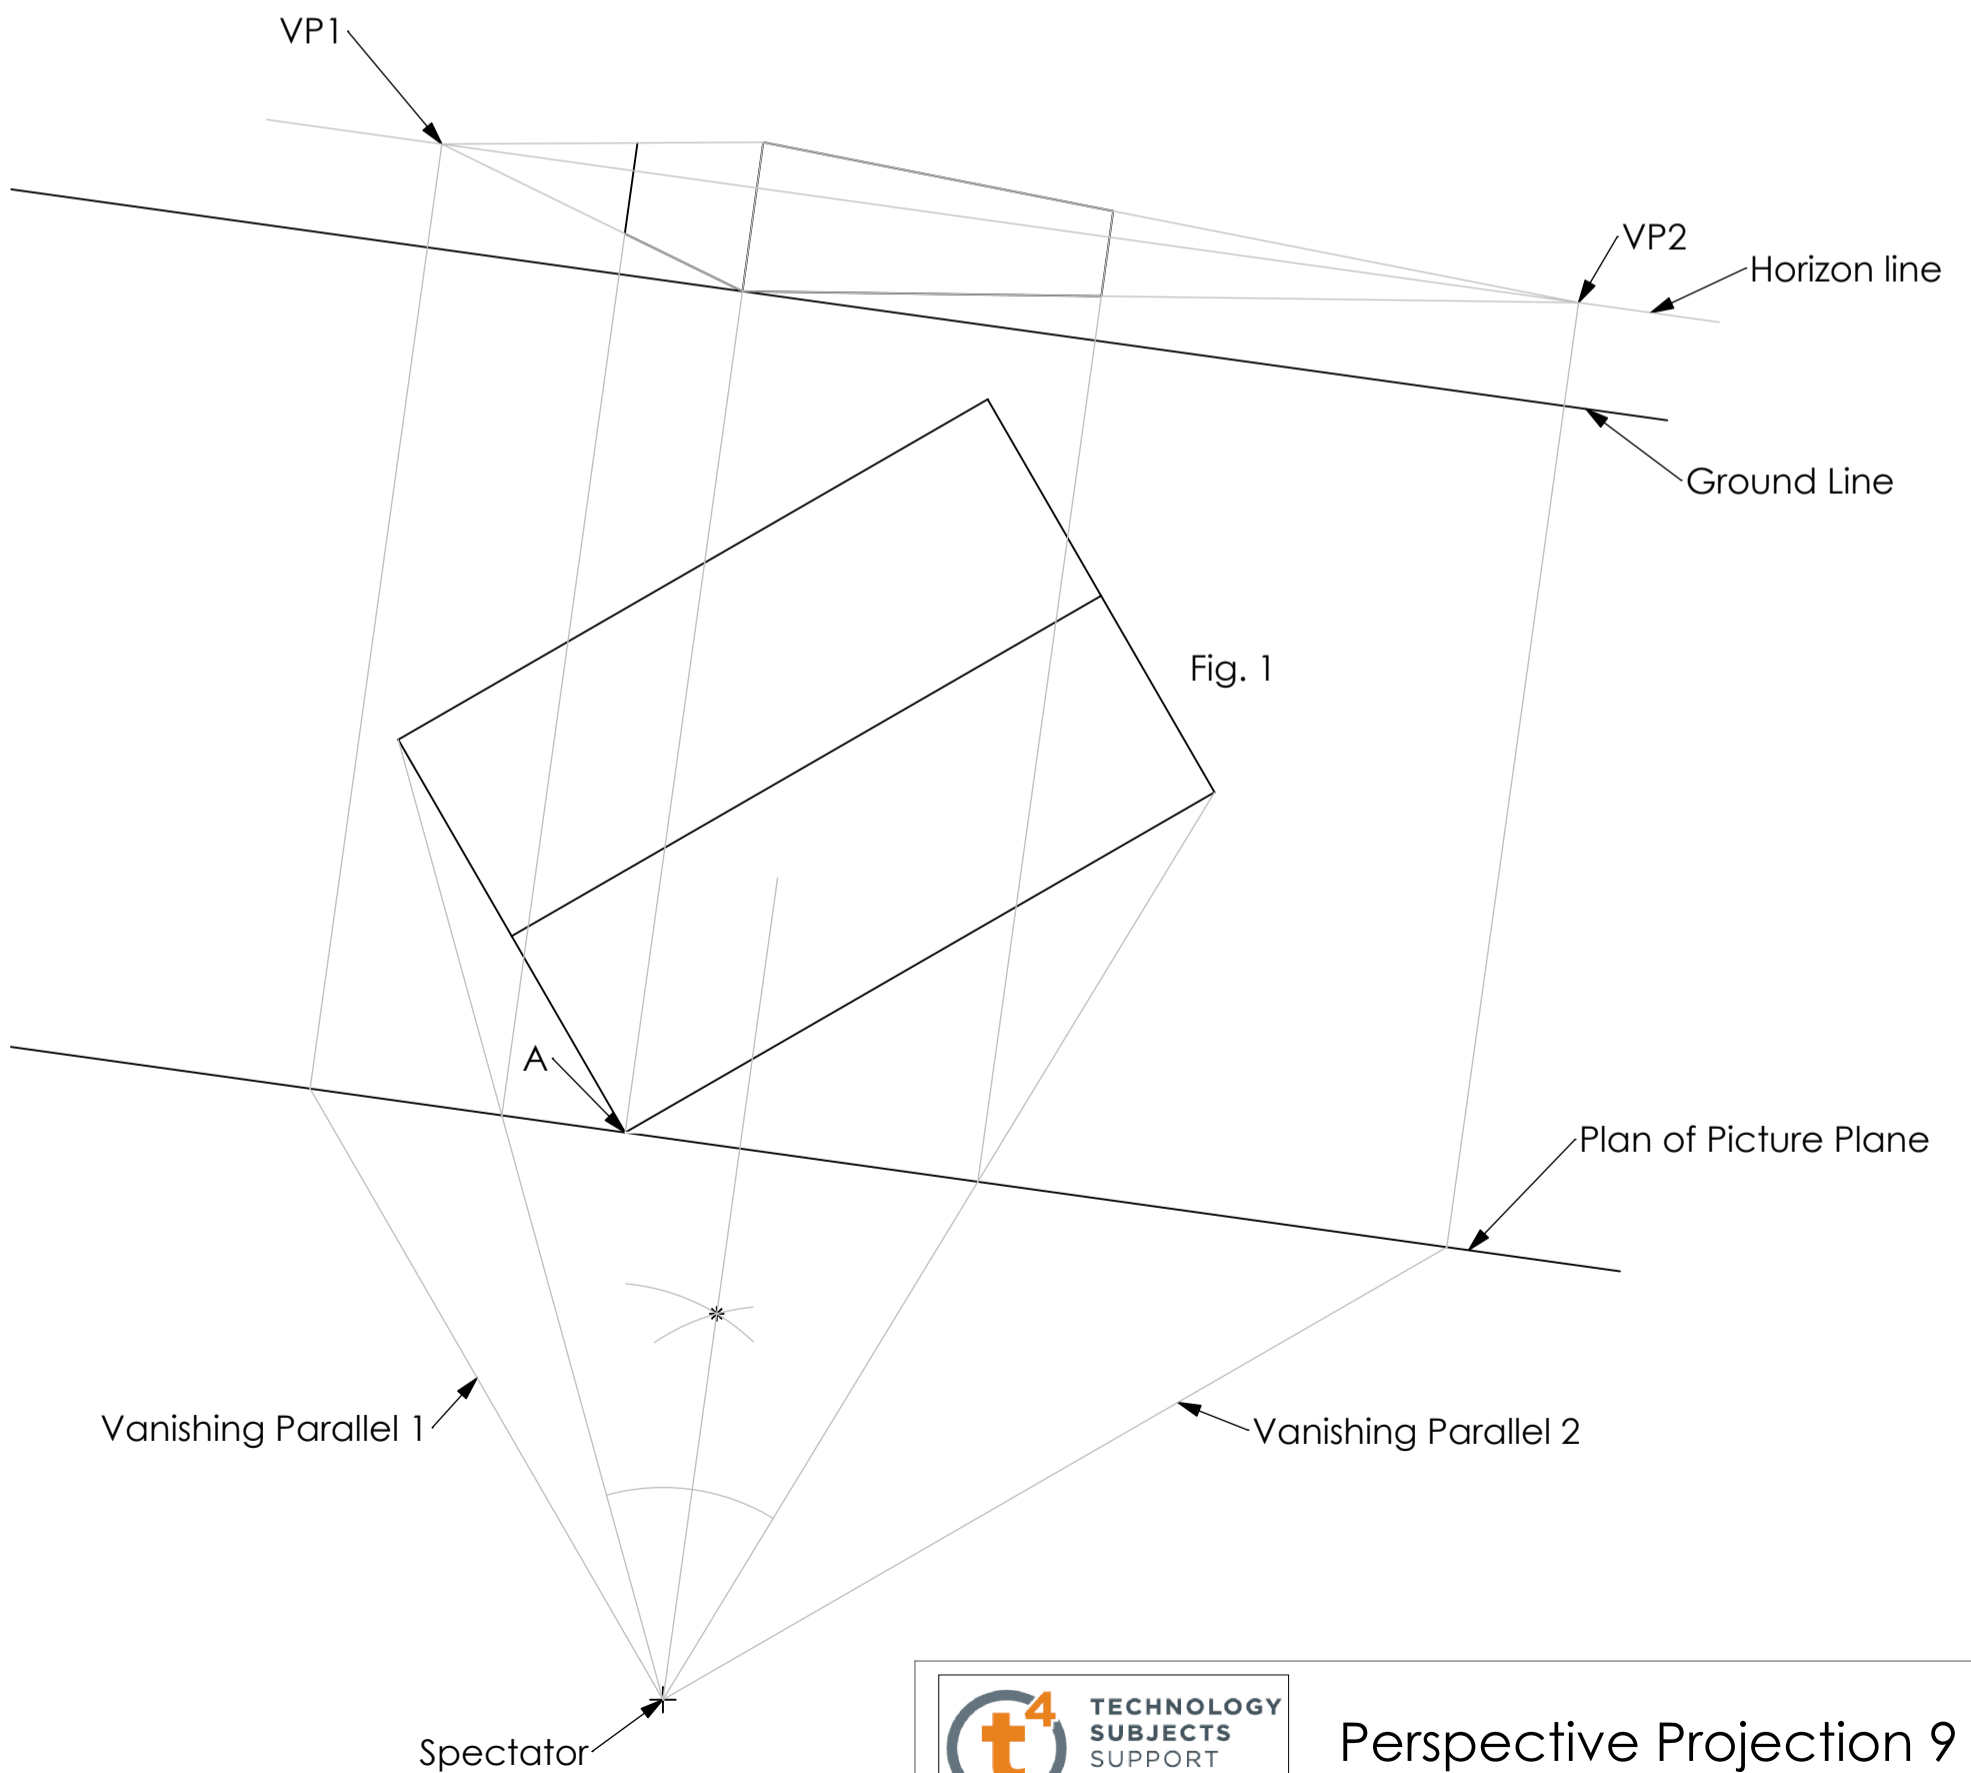 VP1
VP2
Horizon line
Ground Line
Fig. 1
A
Plan of Picture Plane
Vanishing Parallel 1
Vanishing Parallel 2
Spectator
t4
TECHNOLOGY
SUBJECTS
SUPPORT
Perspective Projection 9